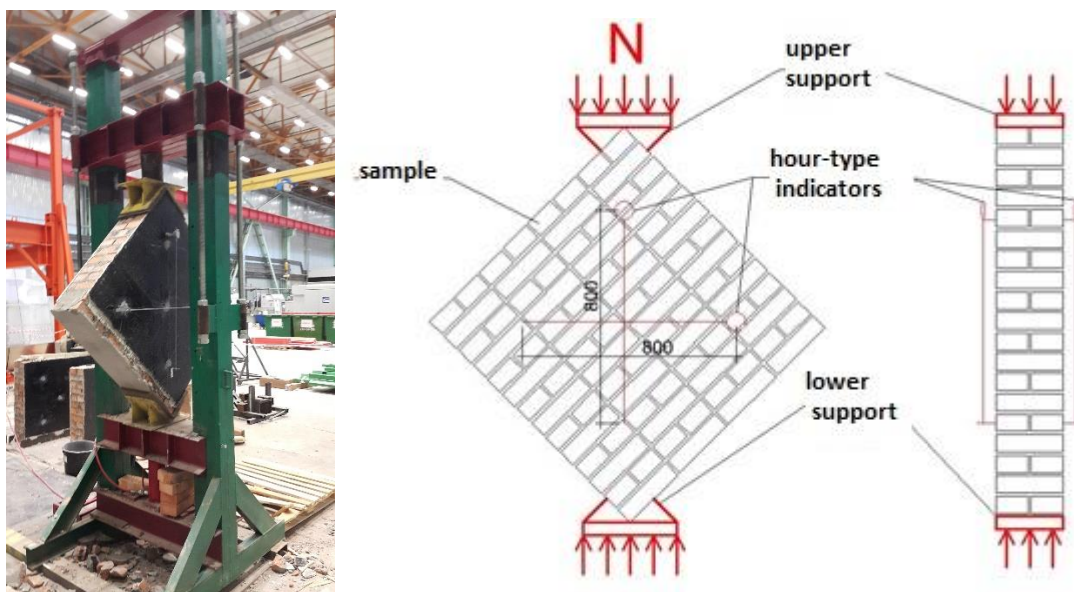 N
upper
support
hour-type
indicators
sample
800
800
lower
support